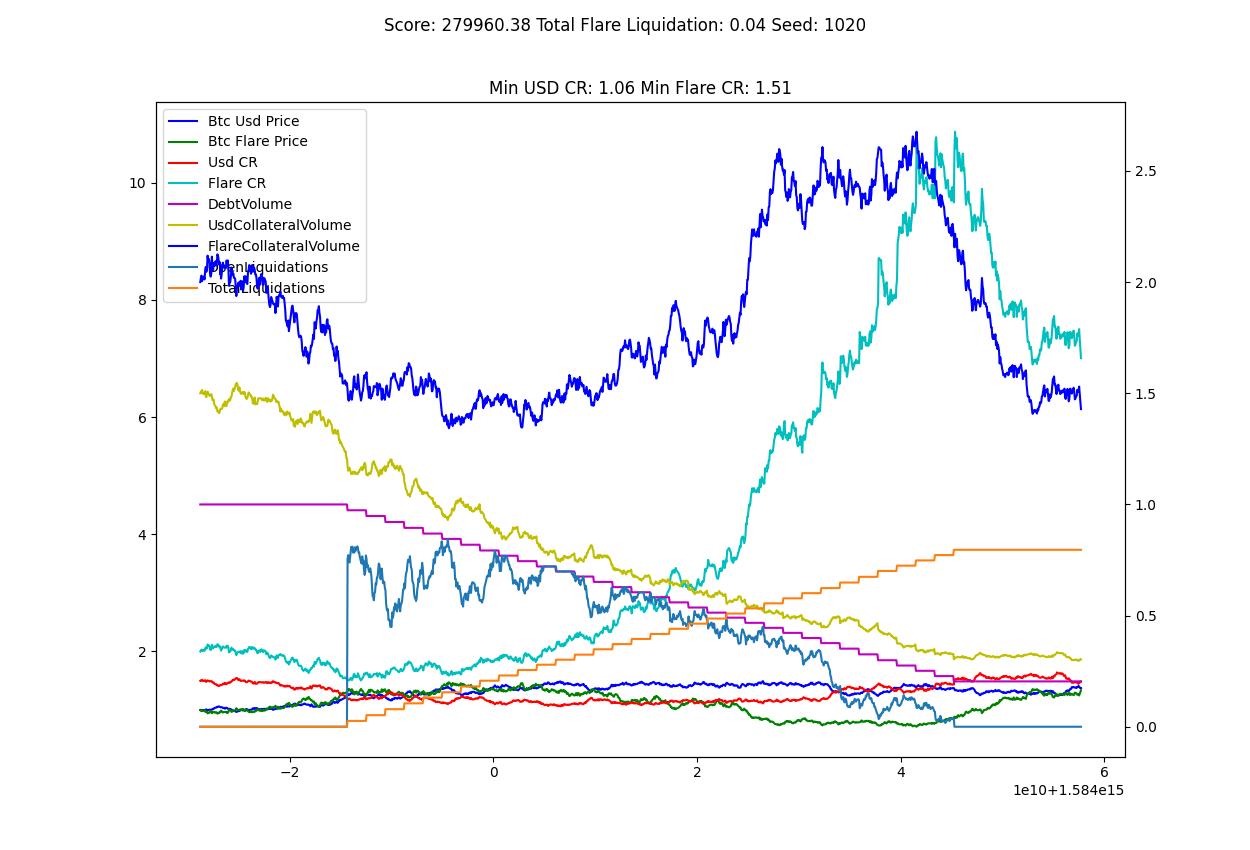 Score: 279960.38 Total Flare Liquidation: 0.04 Seed: 1020
Min USD CR: 1.06 Min Flare CR: 1.51
Btc Usd Price
Btc Flare Price
Usd CR
Flare CR
DebtVolume
UsdCollateralVolume
FlareCollateralVolume
OpenLiquidations
TotalLiquidations
10
8
6
4
2
2.5
2.0
1.5
1.0
0.5
0.0
−2 0 2 4 6
1e10+1.584e15